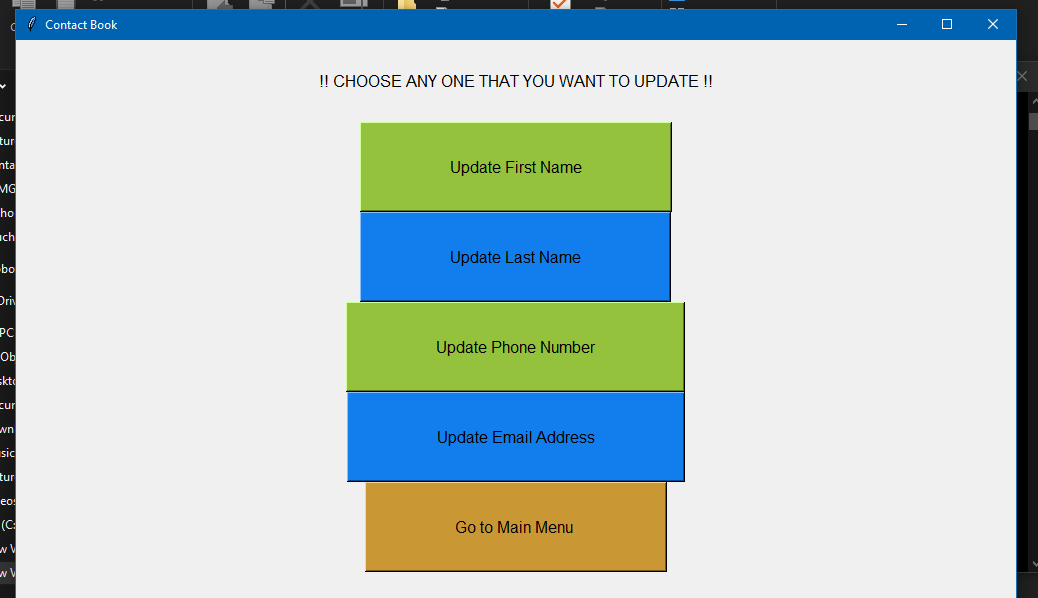 Contact Book
!! CHOOSE ANY ONE THAT YOU WANT TO UPDATE !!
Update First Name
Update Last Name
Update Phone Number
Update Email Address
Go to Main Menu